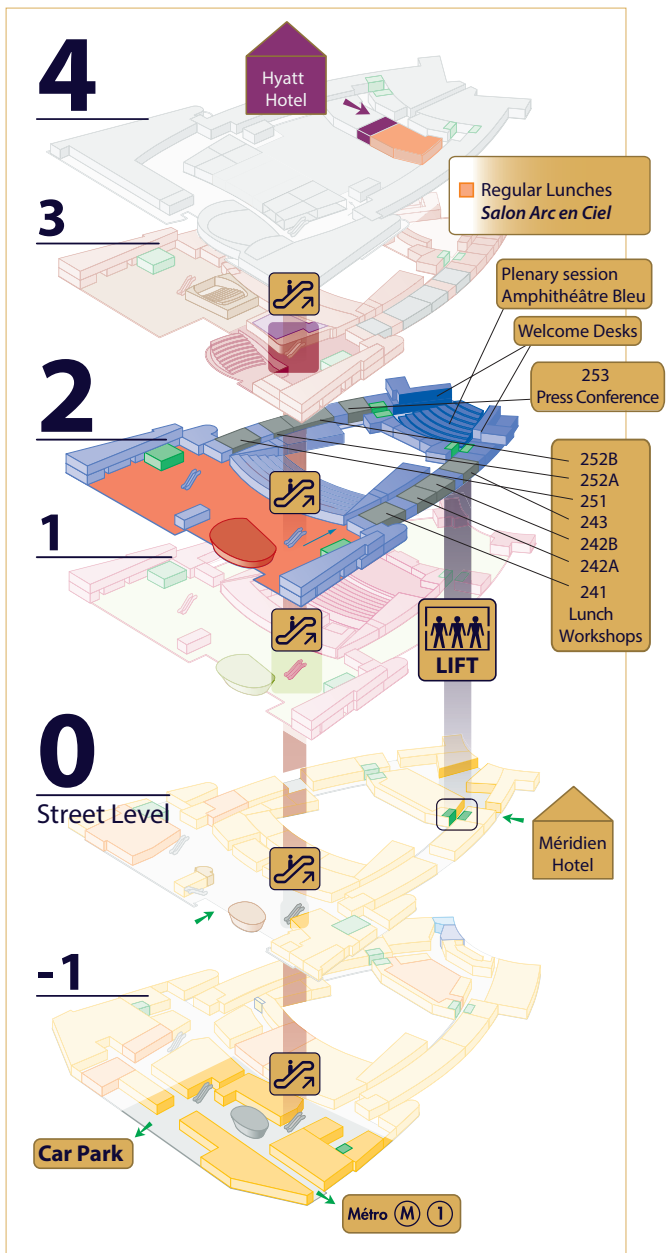 4
Hyatt
Hotel
Regular Lunches
Salon Arc en Ciel
3
Plenary session
Amphithéâtre Bleu
Welcome Desks
2
253
Press Conference
252B
252A
251
243
242B
242A
241
Lunch
Workshops
1
LIFT
0
Street Level
Méridien
Hotel
-1
Car Park
Métro M 1